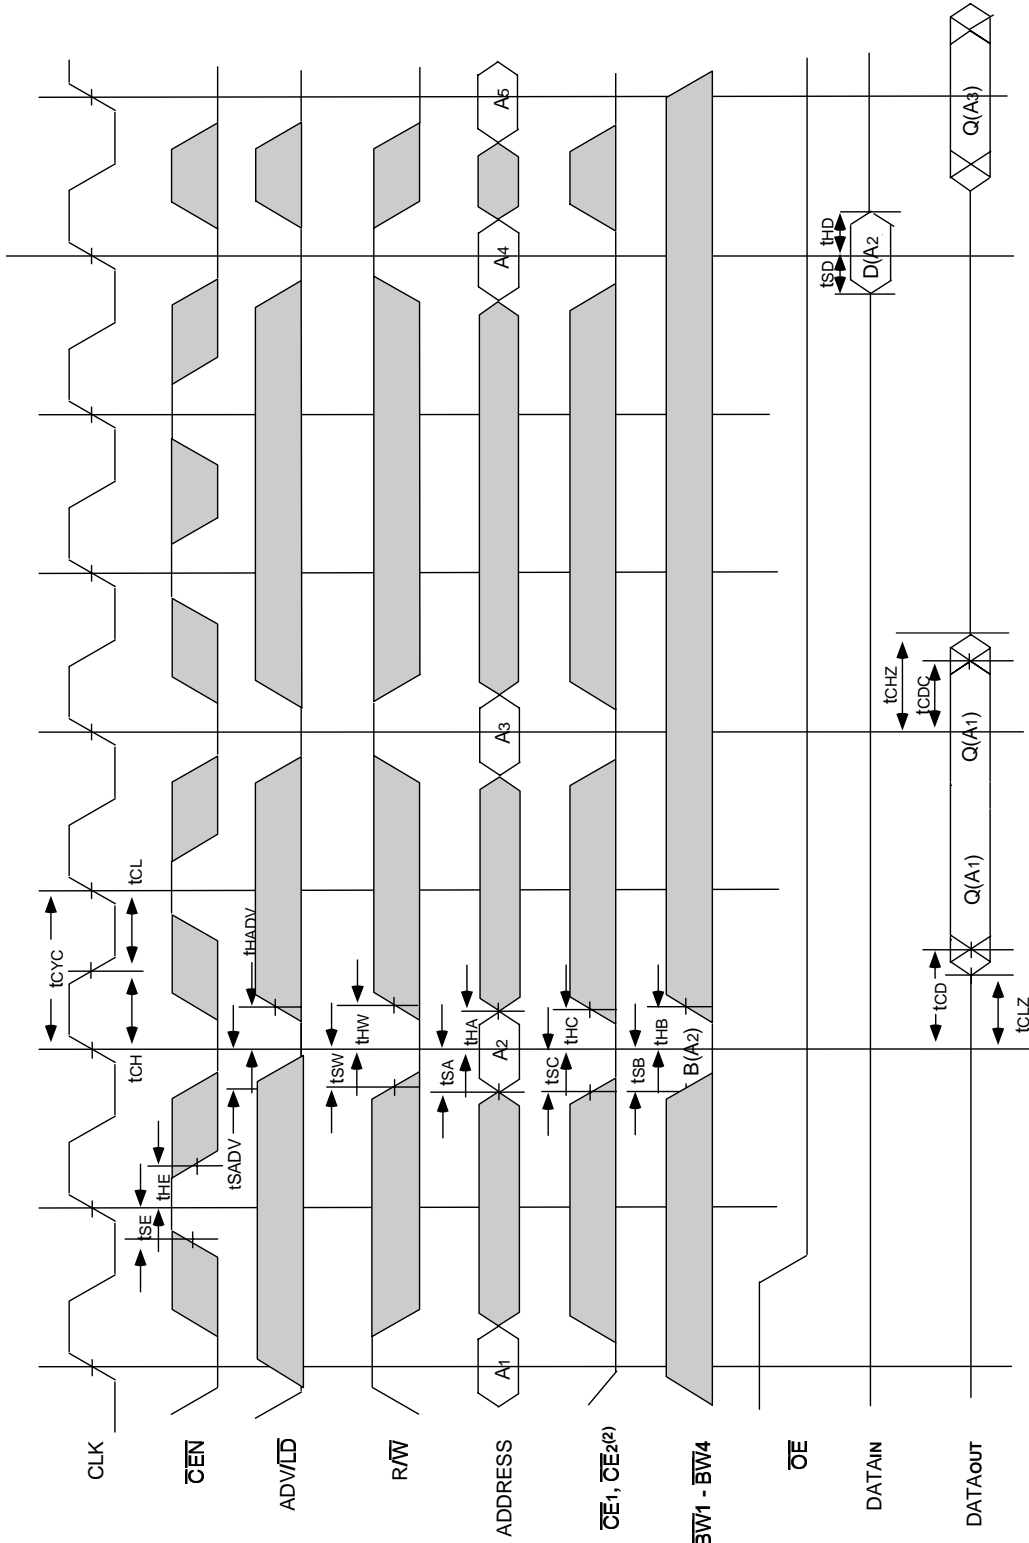 CLK
tCYC
tCH
tCL
CEN
tSE
tHE
ADV/LD
tSADV
tHADV
R/W
tSW
tHW
ADDRESS
A1
tSA
tHA
A2
A3
A4
A5
CE1, CE2(2)
tSC
tHC
BW1 - BW4
tSB
tHB
B(A2)
OE
DATAIN
tSD
tHD
D(A2
DATAOUT
tCD
tCLZ
Q(A1)
Q(A1)
tCHZ
tCDC
Q(A3)